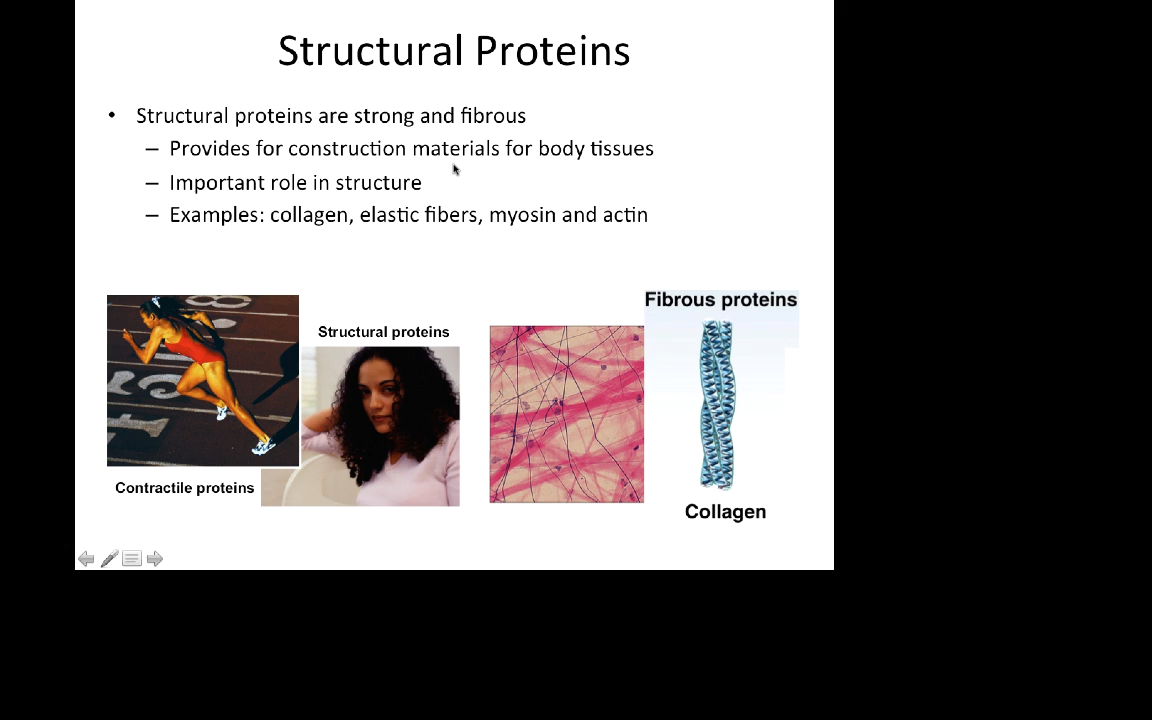 Structural Proteins
• Structural proteins are strong and fibrous
– Provides for construction materials for body tissues
– Important role in structure
– Examples: collagen, elastic fibers, myosin and actin
Fibrous proteins
Structural proteins
Contractile proteins
Collagen